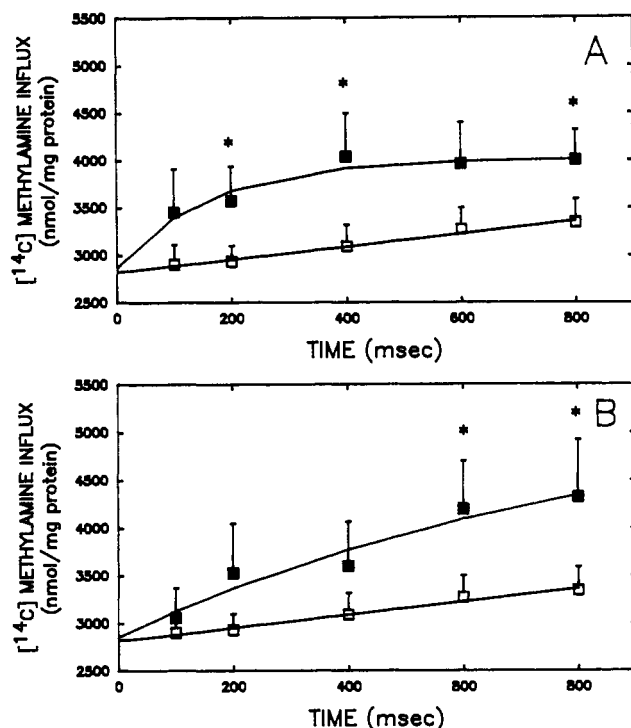 A
[¹⁴C] METHYLAMINE INFLUX
(nmol/mg protein)
5500
5000
4500
4000
3500
3000
2500
* * *
0 200 400 600 800
TIME (msec)
B
[¹⁴C] METHYLAMINE INFLUX
(nmol/mg protein)
5500
5000
4500
4000
3500
3000
2500
* *
0 200 400 600 800
TIME (msec)